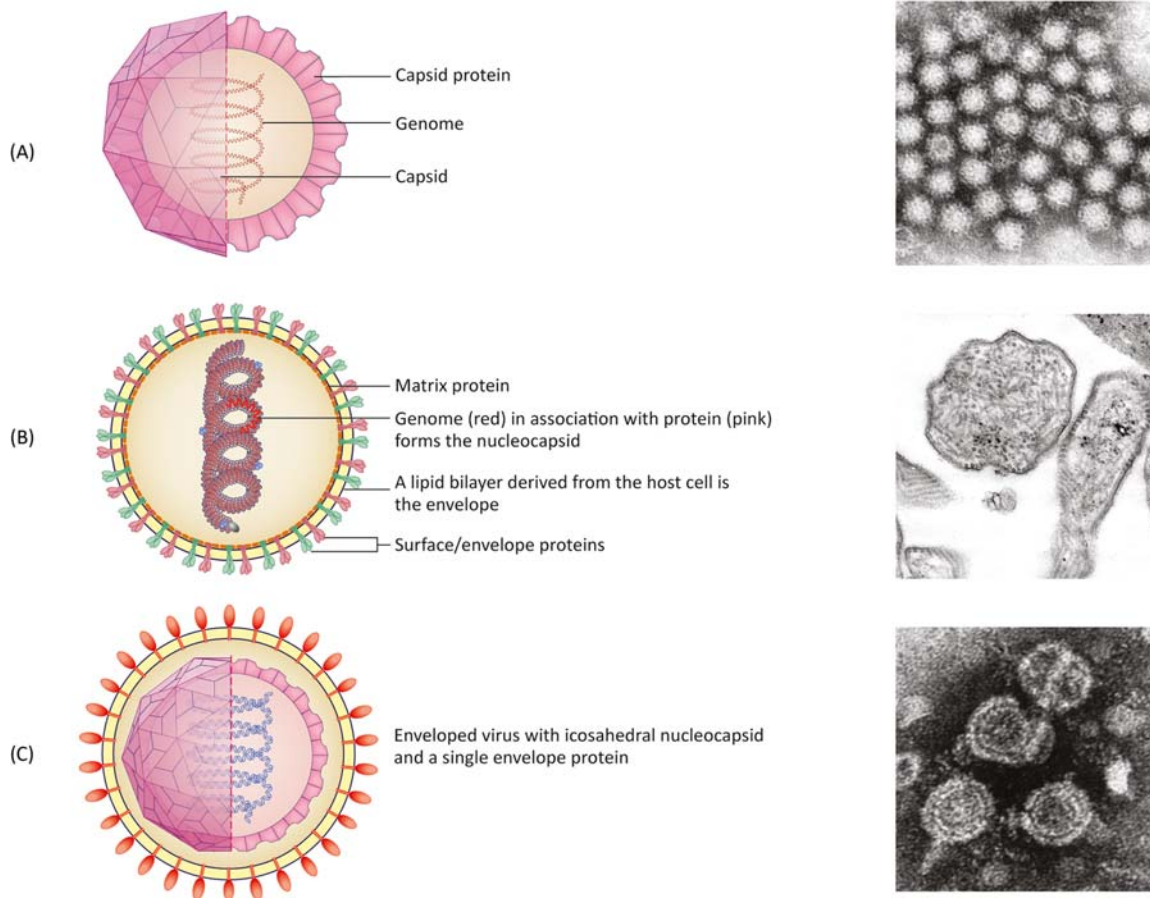 (A)
Capsid protein
Genome
Capsid
(B)
Matrix protein
Genome (red) in association with protein (pink)
forms the nucleocapsid
A lipid bilayer derived from the host cell is
the envelope
Surface/envelope proteins
(C)
Enveloped virus with icosahedral nucleocapsid
and a single envelope protein